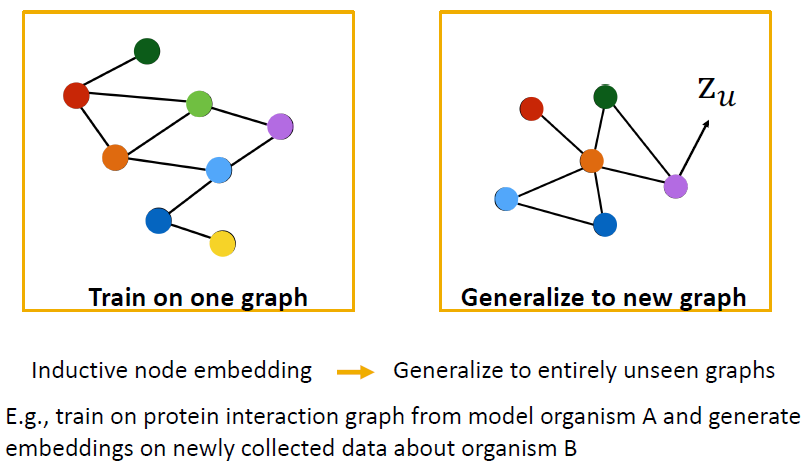 z_u
Train on one graph
Generalize to new graph
Inductive node embedding → Generalize to entirely unseen graphs
E.g., train on protein interaction graph from model organism A and generate
embeddings on newly collected data about organism B